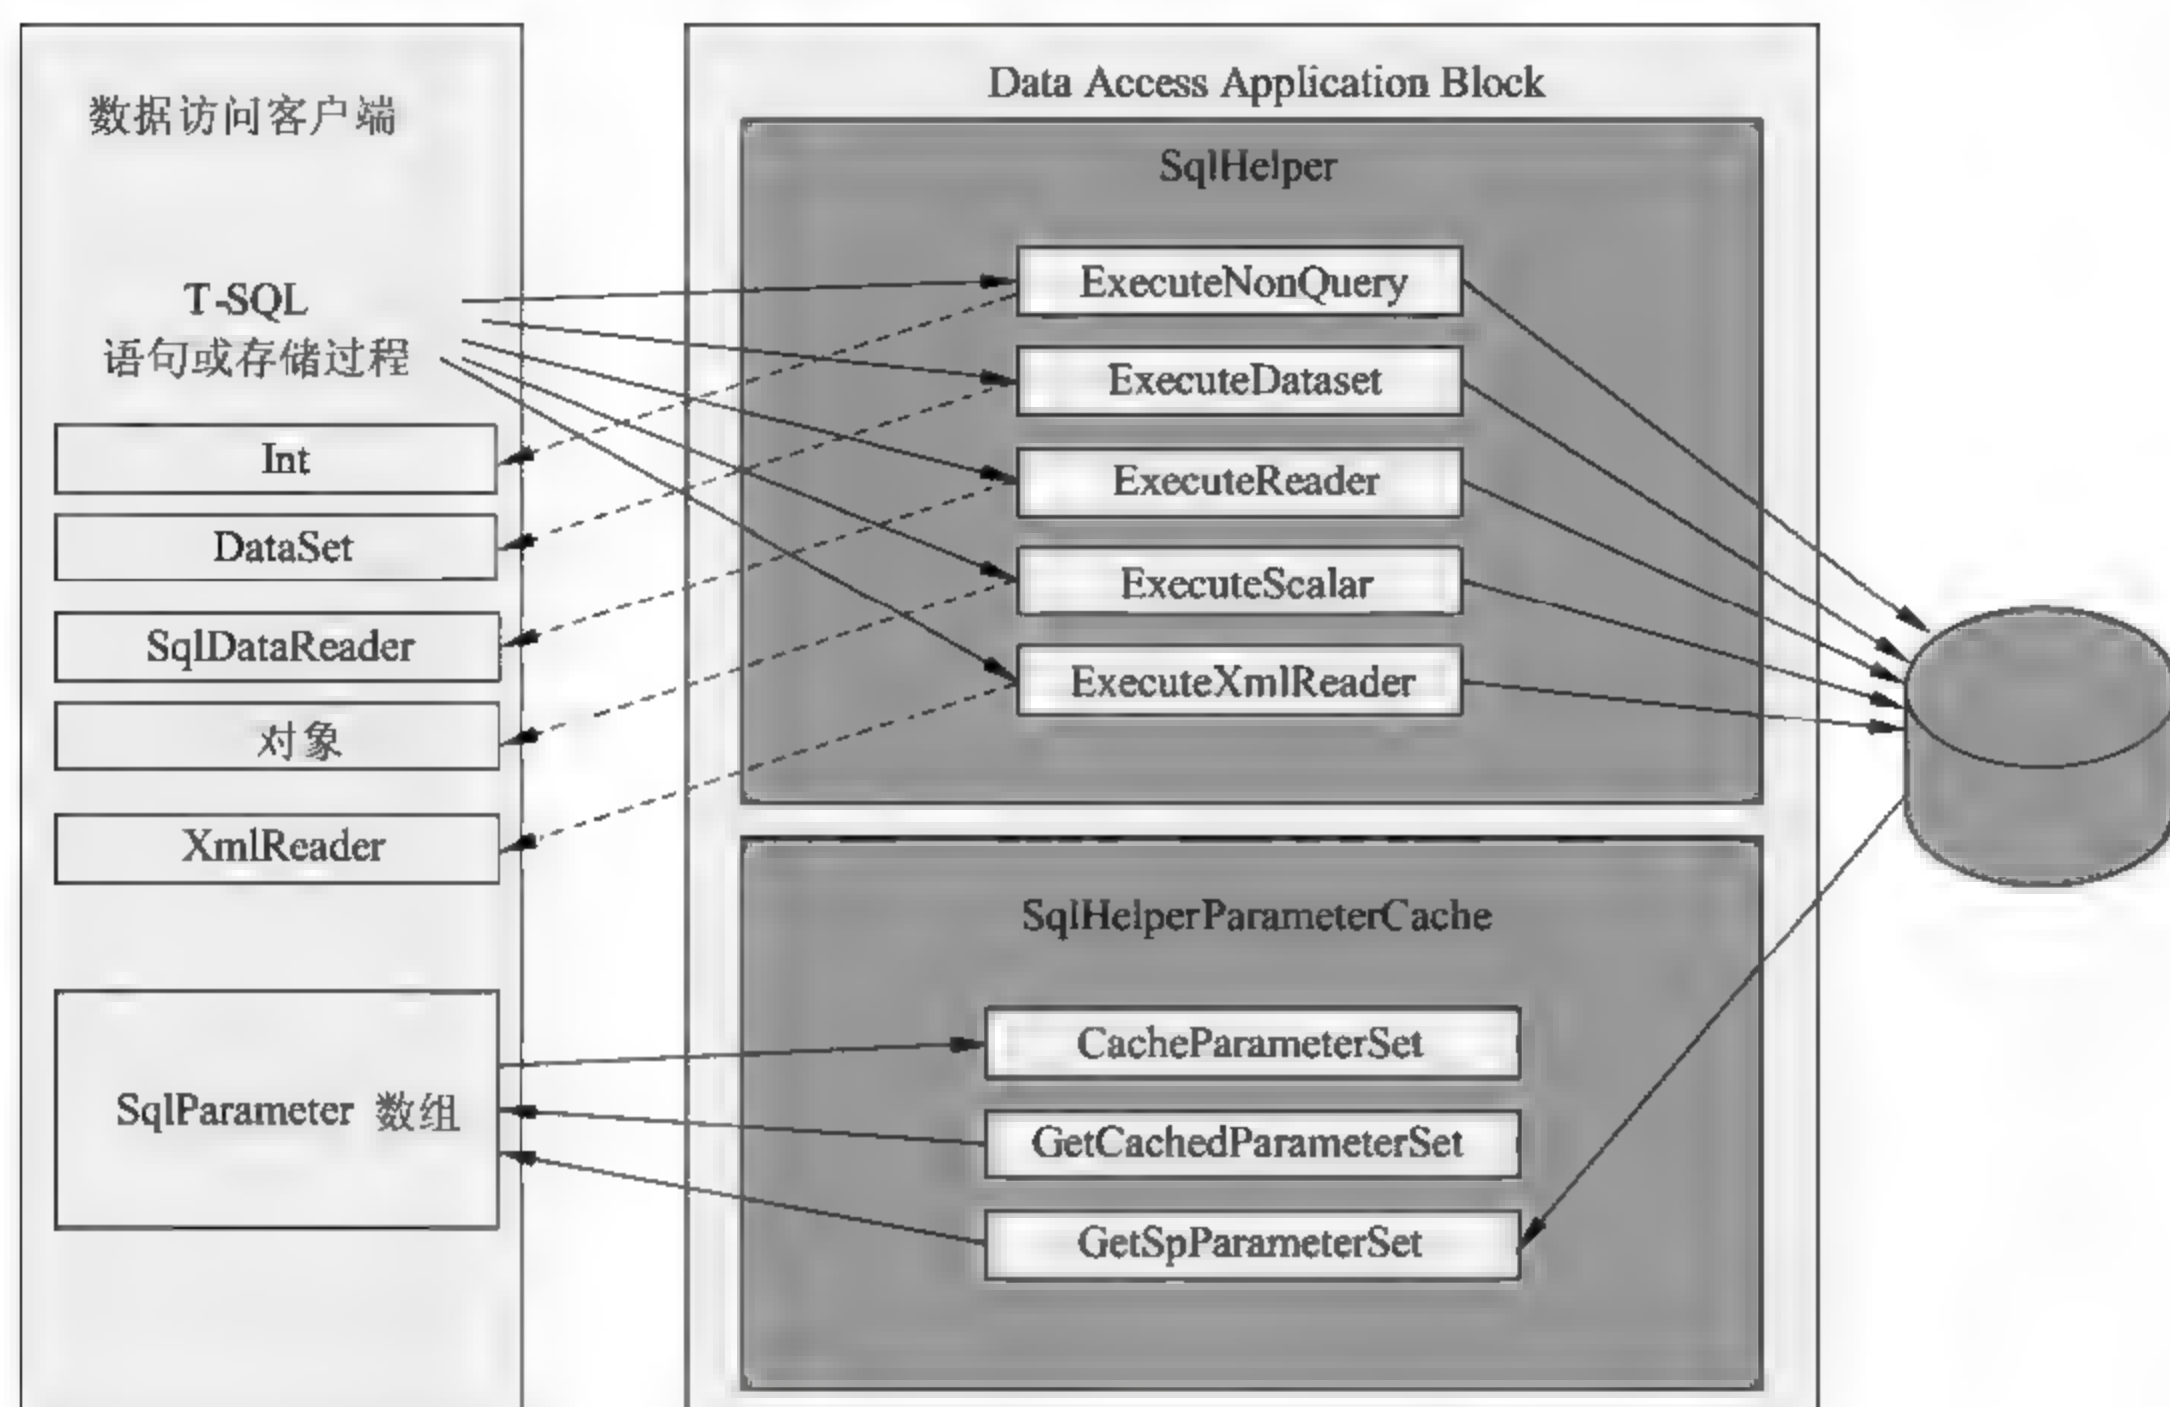 数据访问客户端
T-SQL
语句或存储过程
Int
DataSet
SqlDataReader
对象
XmlReader
SqlParameter 数组
Data Access Application Block
SqlHelper
ExecuteNonQuery
ExecuteDataset
ExecuteReader
ExecuteScalar
ExecuteXmlReader
SqlHelperParameterCache
CacheParameterSet
GetCachedParameterSet
GetSpParameterSet